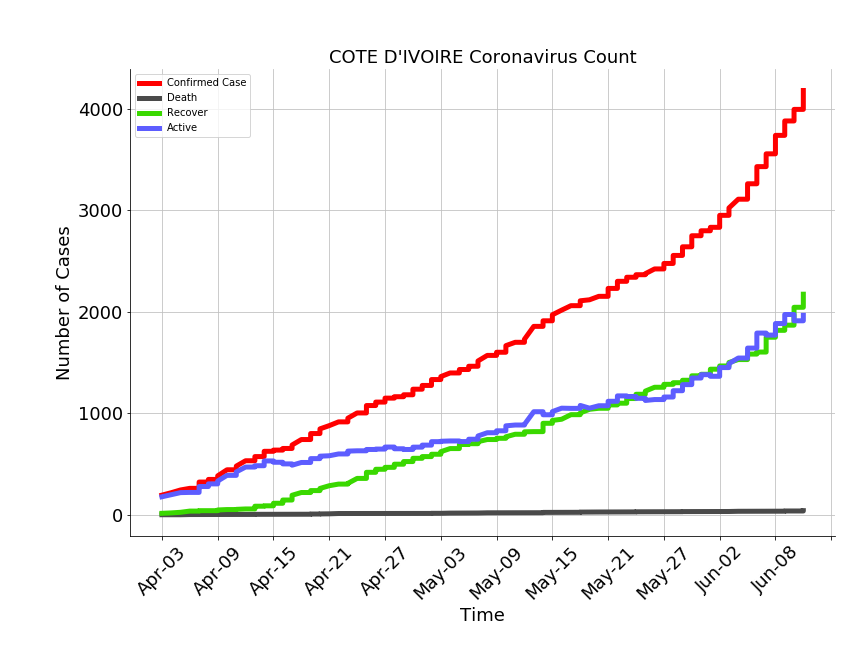 COTE D'IVOIRE Coronavirus Count
Confirmed Case
Death
Recover
Active
Number of Cases
4000
3000
2000
1000
0
Apr-03
Apr-09
Apr-15
Apr-21
Apr-27
May-03
May-09
May-15
May-21
May-27
Jun-02
Jun-08
Time